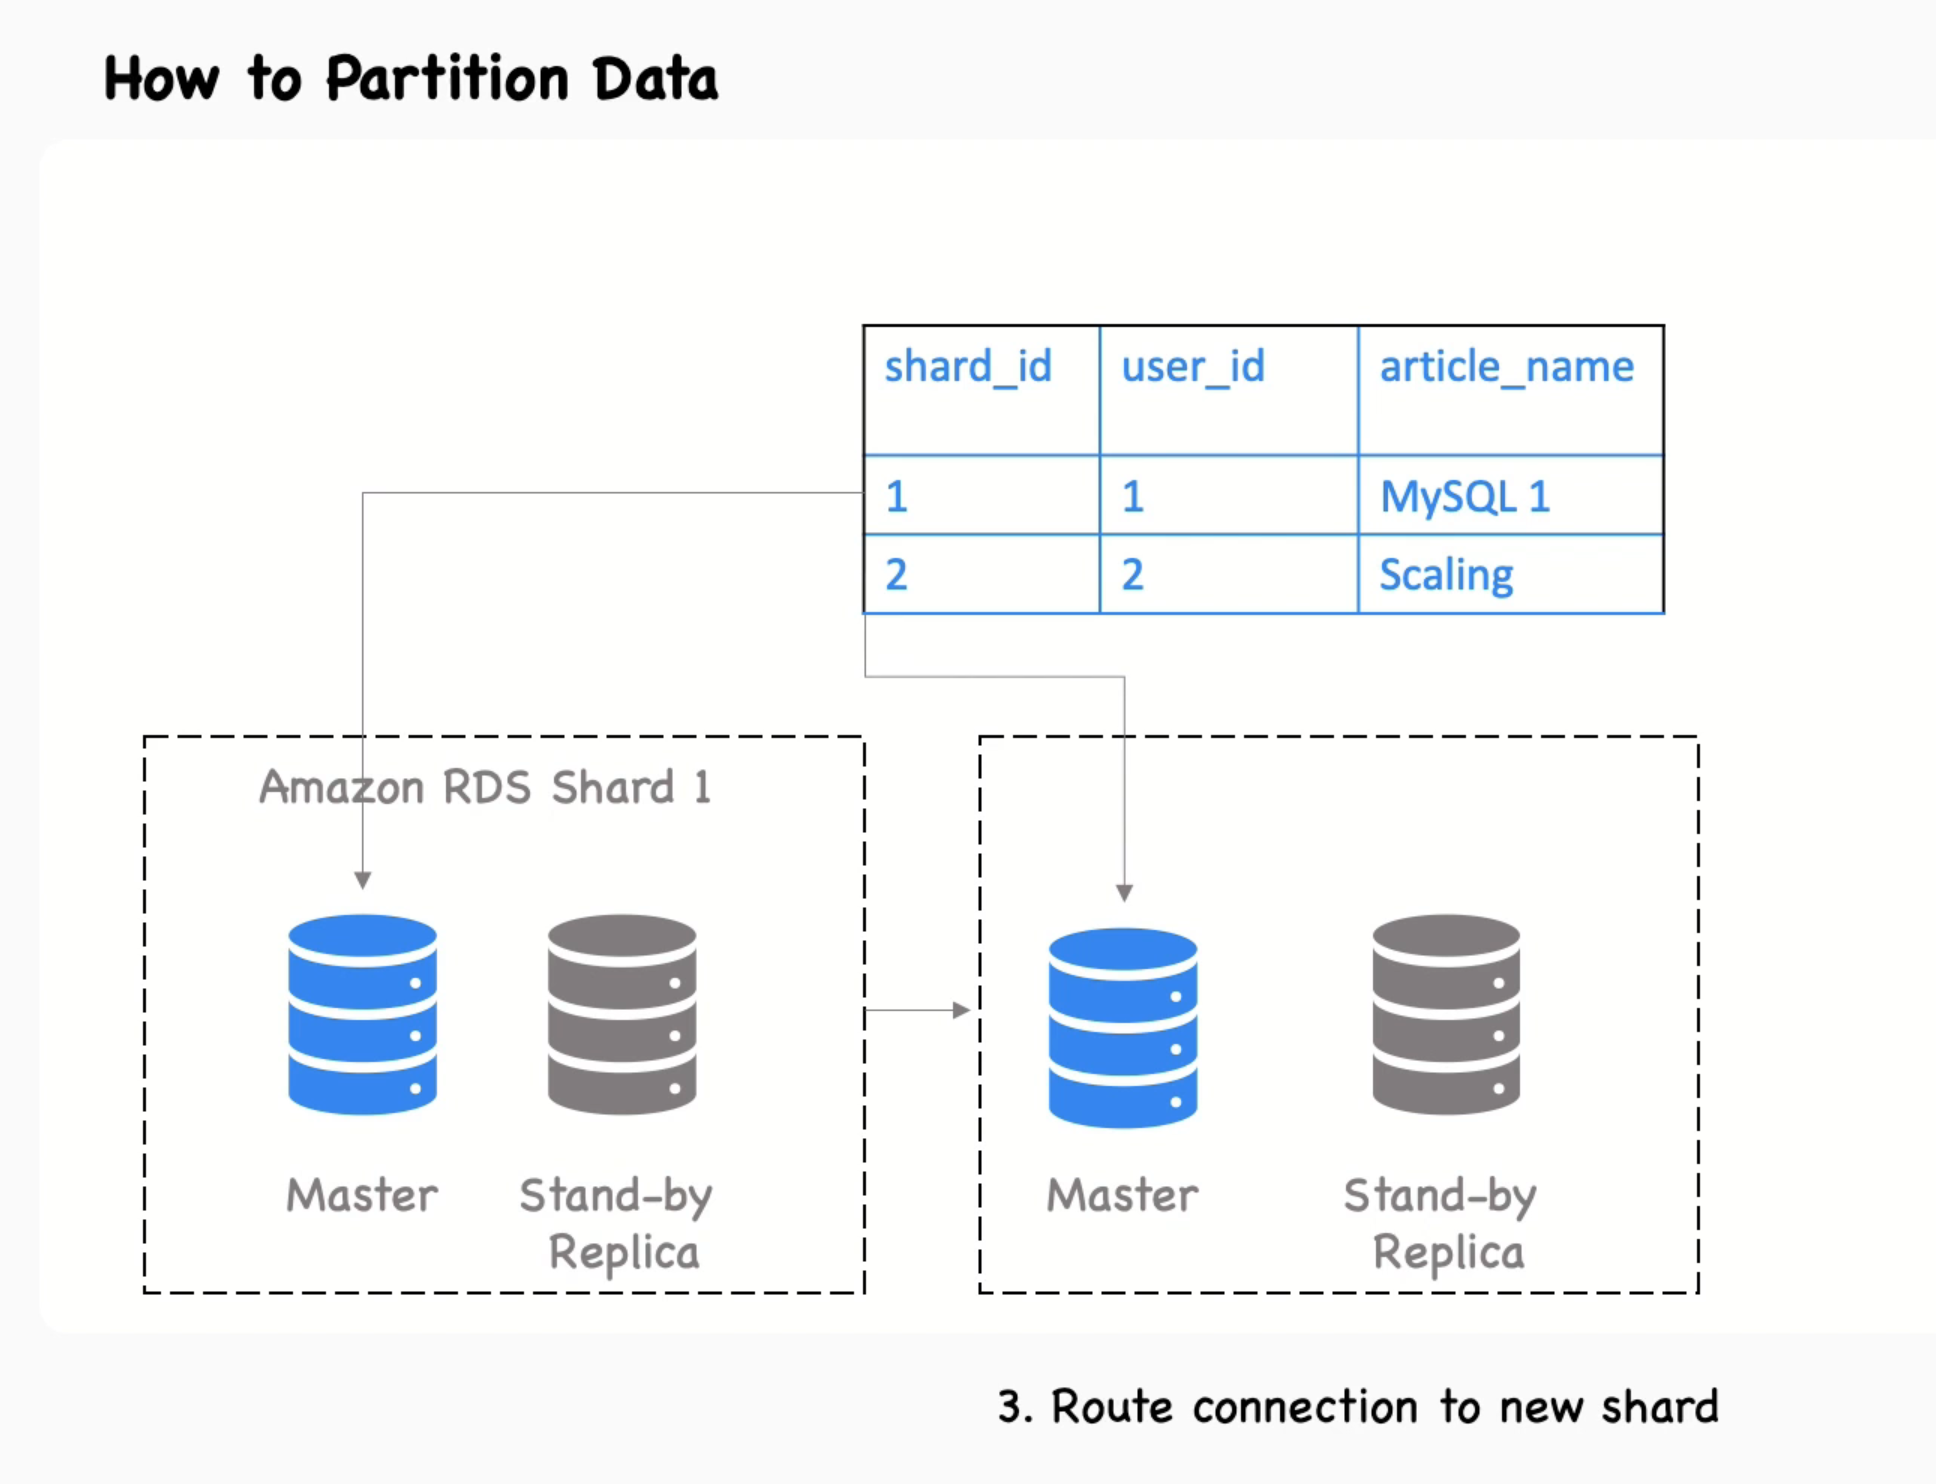 How to Partition Data
shard_id user_id article_name
1 1 MySQL 1
2 2 Scaling
Amazon RDS Shard 1
Master Stand-by Replica
Master Stand-by Replica
3. Route connection to new shard